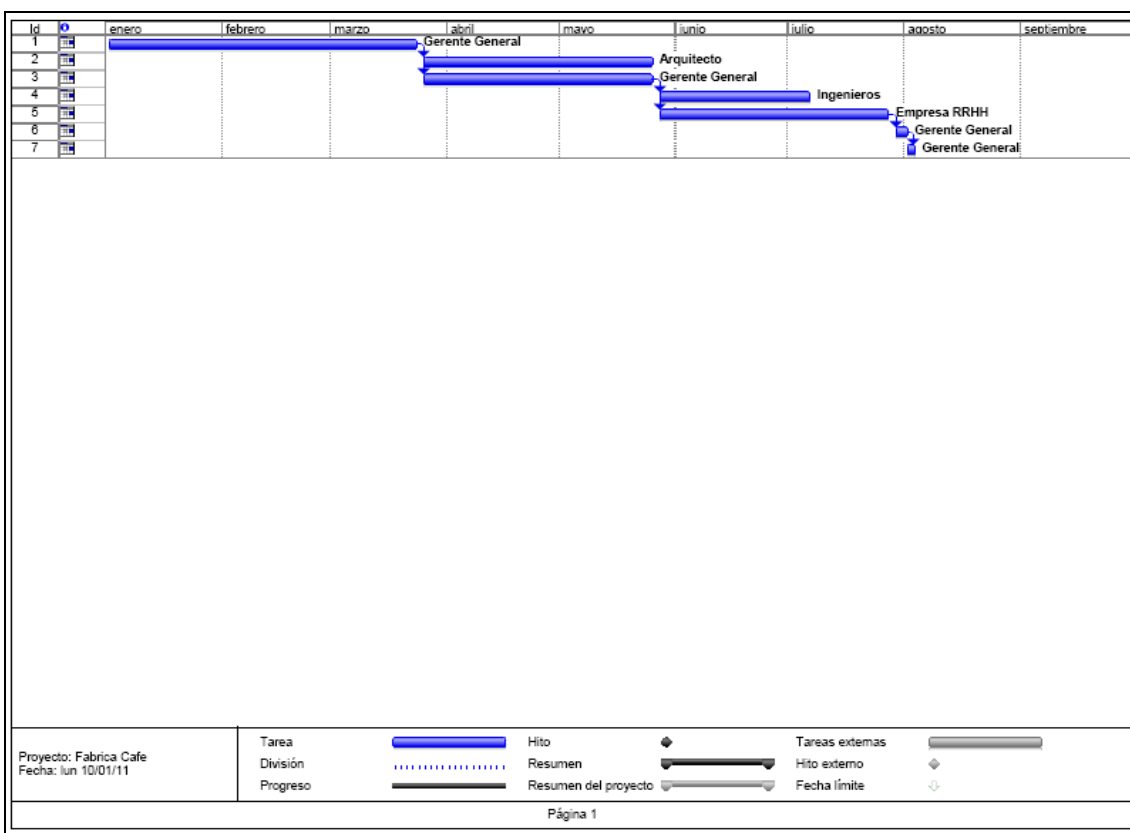 Id enero febrero marzo abril mayo junio julio agosto septiembre
1 Gerente General
2 Arquitecto
3 Gerente General
4 Ingenieros
5 Empresa RRHH
6 Gerente General
7 Gerente General
Proyecto: Fabrica Cafe
Fecha: lun 10/01/11
Tarea Hito Tareas externas
División Resumen Hito externo
Progreso Resumen del proyecto Fecha límite
Página 1